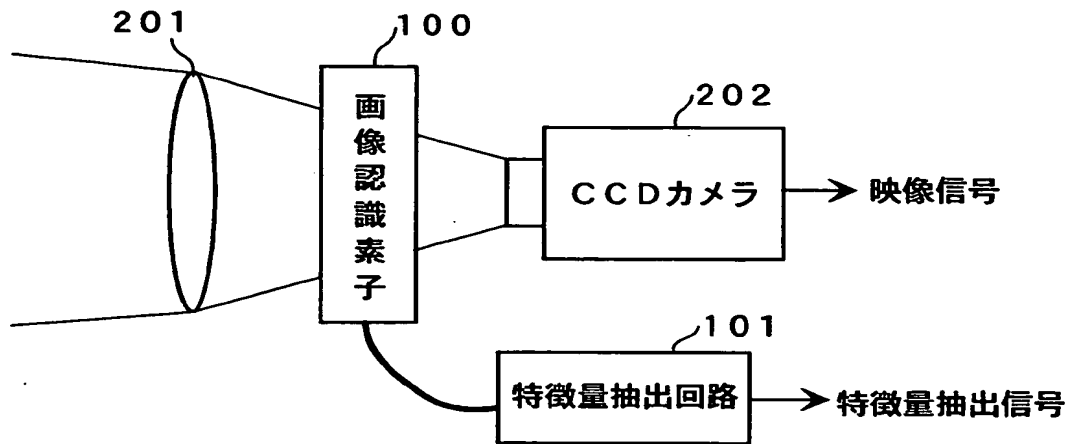 ２０１
１００
画像認識素子
２０２
ＣＣＤカメラ
映像信号
１０１
特徴量抽出回路
特徴量抽出信号